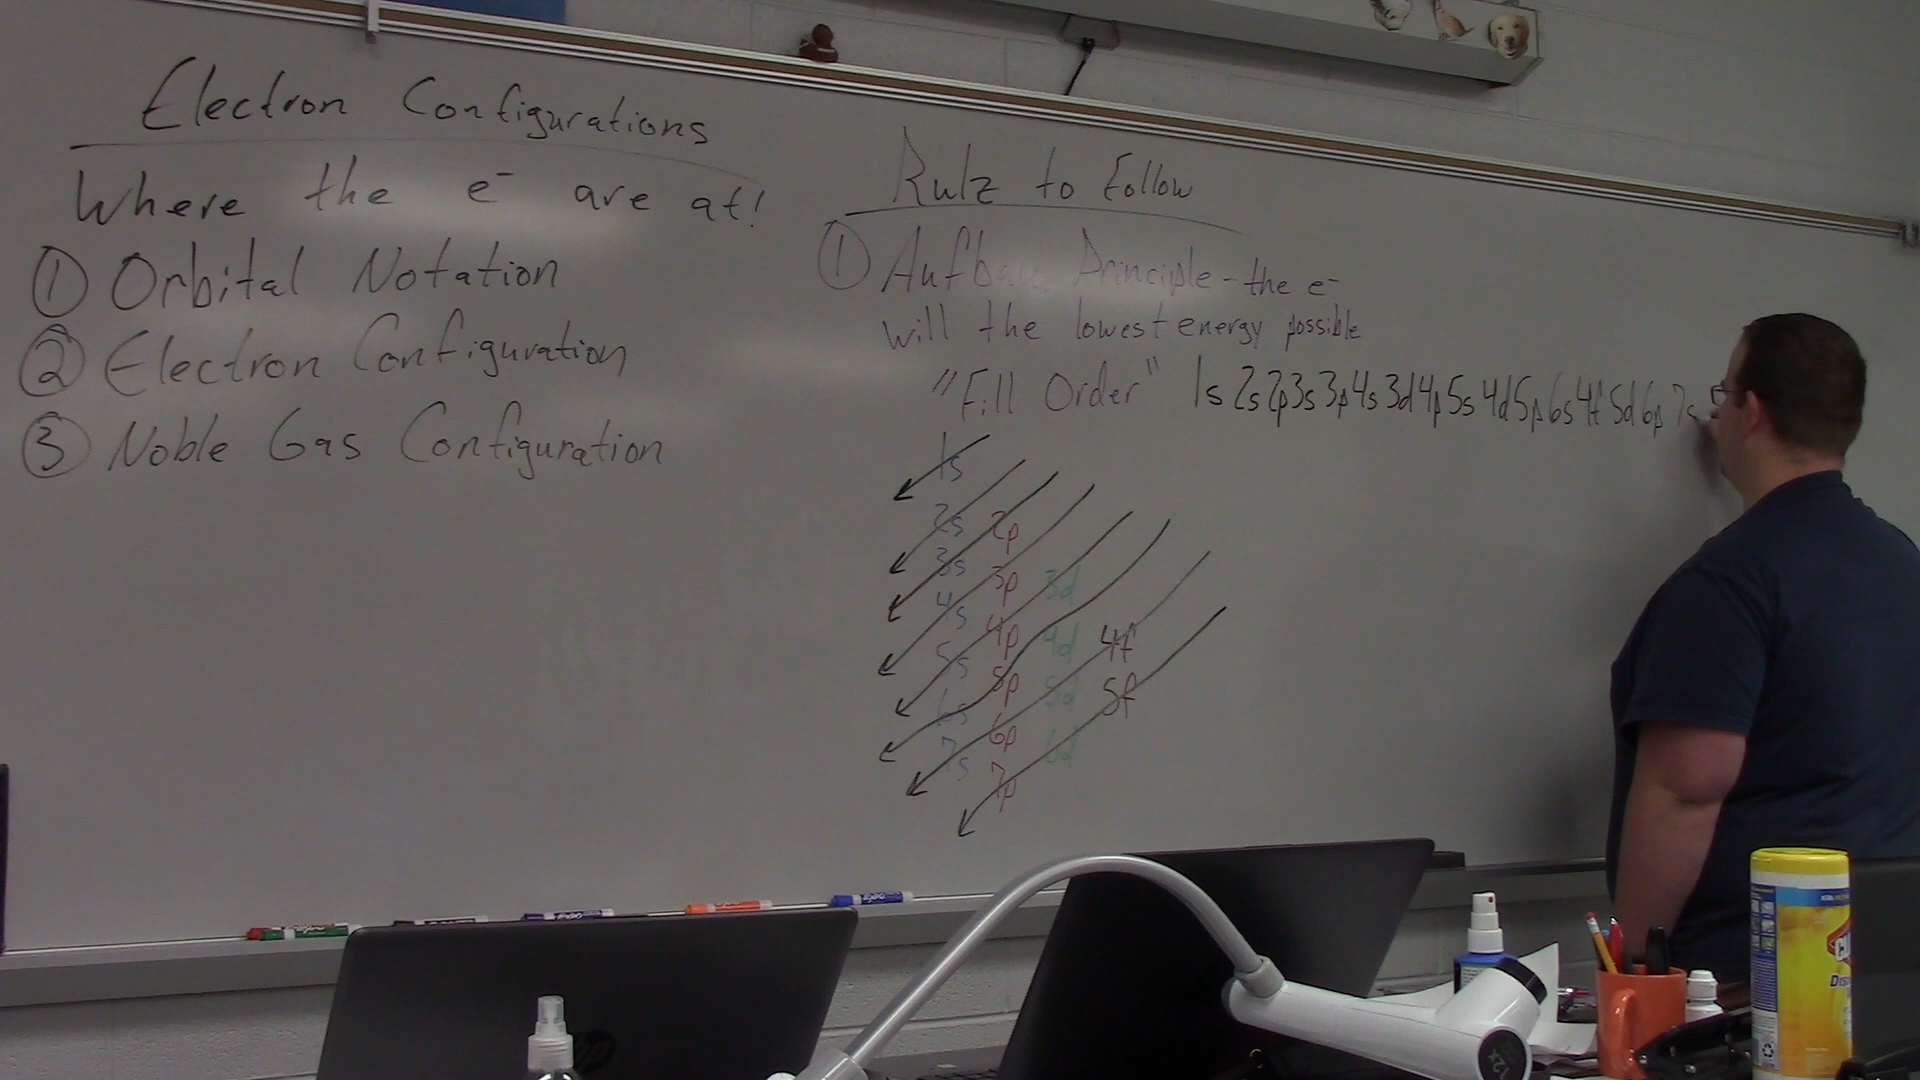 Electron Configurations
Where the e⁻ are at!
① Orbital Notation
② Electron Configuration
③ Noble Gas Configuration
Rulz to Follow
① Aufbau Principle - the e⁻
will the lowest energy possible
"Fill Order" 1s 2s 2p 3s 3p 4s 3d 4p 5s 4d 5p 6s 4f 5d 6p 7s
1s
2s 2p
3s 3p 3d
4s 4p 4d 4f
5s 5p 5d 5f
6s 6p 6d
7s 7p